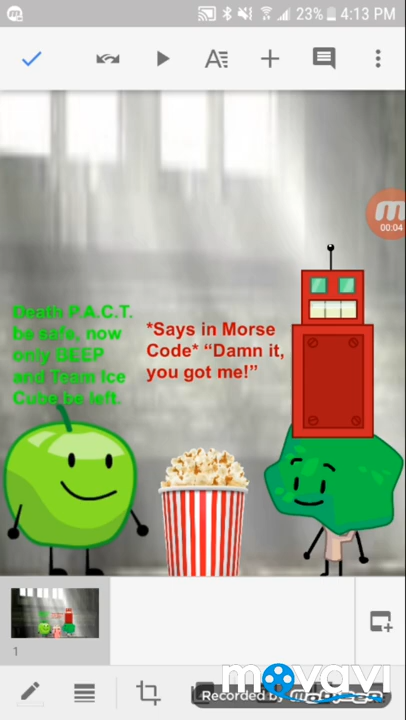 23% 4:13 PM
00:04
Death P.A.C.T.
be safe, now
only BEEP
and Team Ice
Cube be left.
*Says in Morse
Code* “Damn it,
you got me!”
1
Recorded by
movavi